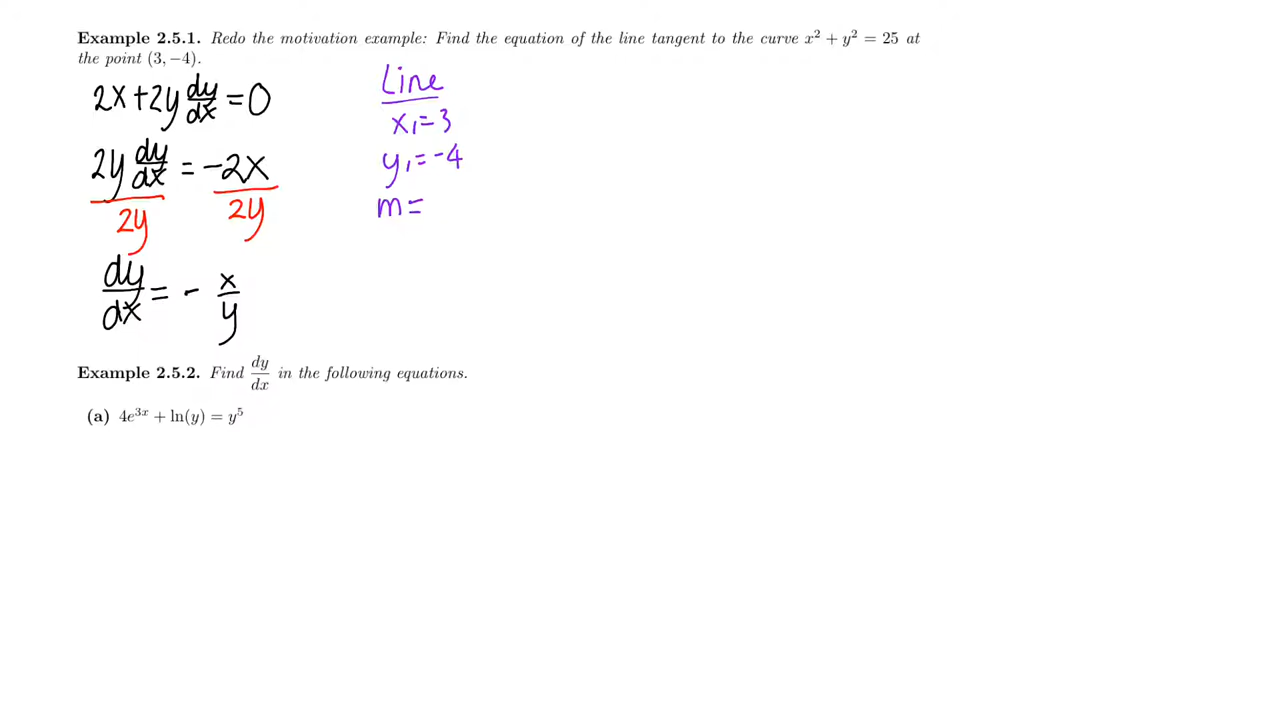 Example 2.5.1. Redo the motivation example: Find the equation of the line tangent to the curve x² + y² = 25 at
the point (3, −4).
2x+2y dy/dx = 0
2y dy/dx = -2x
2y 2y
dy/dx = - x/y
Line
x₁=3
y₁=-4
m=
Example 2.5.2. Find dy/dx in the following equations.
(a) 4e³ˣ + ln(y) = y⁵